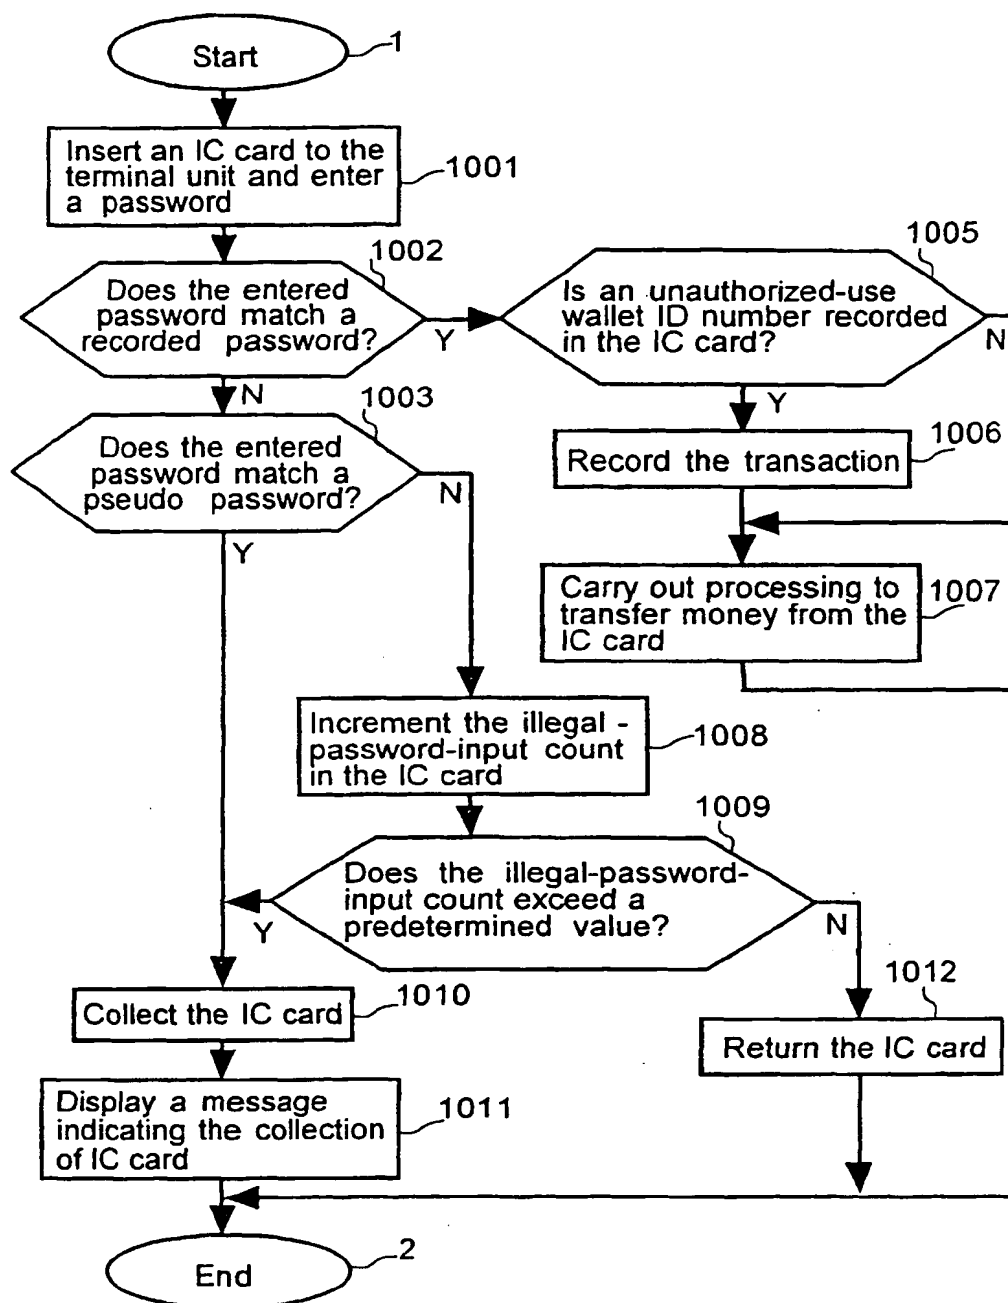 Start
1
Insert an IC card to the
terminal unit and enter
a password
1001
1002
Does the entered
password match a
recorded password?
Y
N
1005
Is an unauthorized-use
wallet ID number recorded
in the IC card?
N
Y
1003
Does the entered
password match a
pseudo password?
N
Y
1006
Record the transaction
Carry out processing to
transfer money from the
IC card
1007
Increment the illegal -
password-input count
in the IC card
1008
1009
Does the illegal-password-
input count exceed a
predetermined value?
Y
N
1010
Collect the IC card
1012
Return the IC card
Display a message
indicating the collection
of IC card
1011
2
End